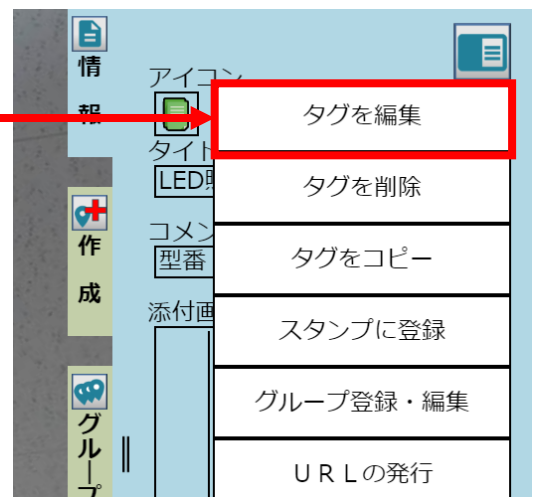 情報
アイコン
タグを編集
タイト
LED
タグを削除
作成
コメン
型番
タグをコピー
添付画
スタンプに登録
グループ登録・編集
グループ
ＵＲＬの発行